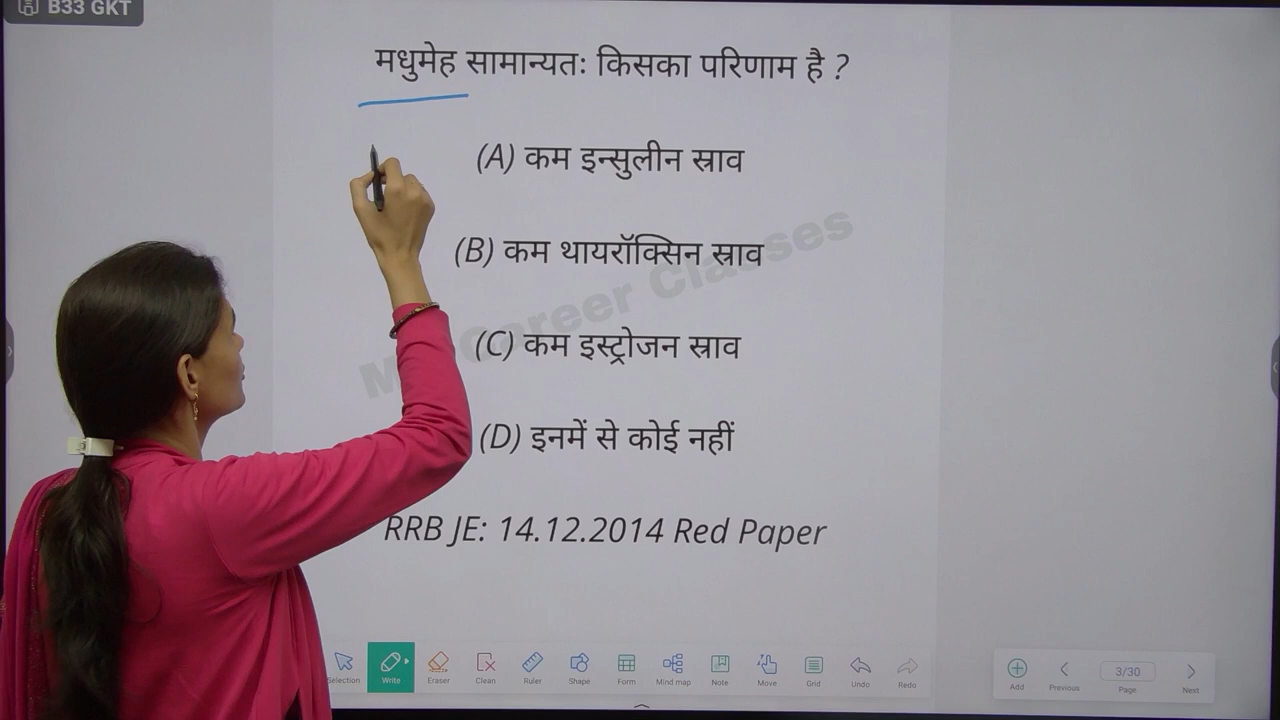 B33 GKT
मधुमेह सामान्यतः किसका परिणाम है ?
(A) कम इन्सुलीन स्राव
(B) कम थायरॉक्सिन स्राव
(C) कम इस्ट्रोजन स्राव
(D) इनमें से कोई नहीं
Career Classes
RRB JE: 14.12.2014 Red Paper
Selection Write Eraser Clean Ruler Shape Form Mind map Note Move Grid Undo Redo
Add Previous 3/30 Page Next